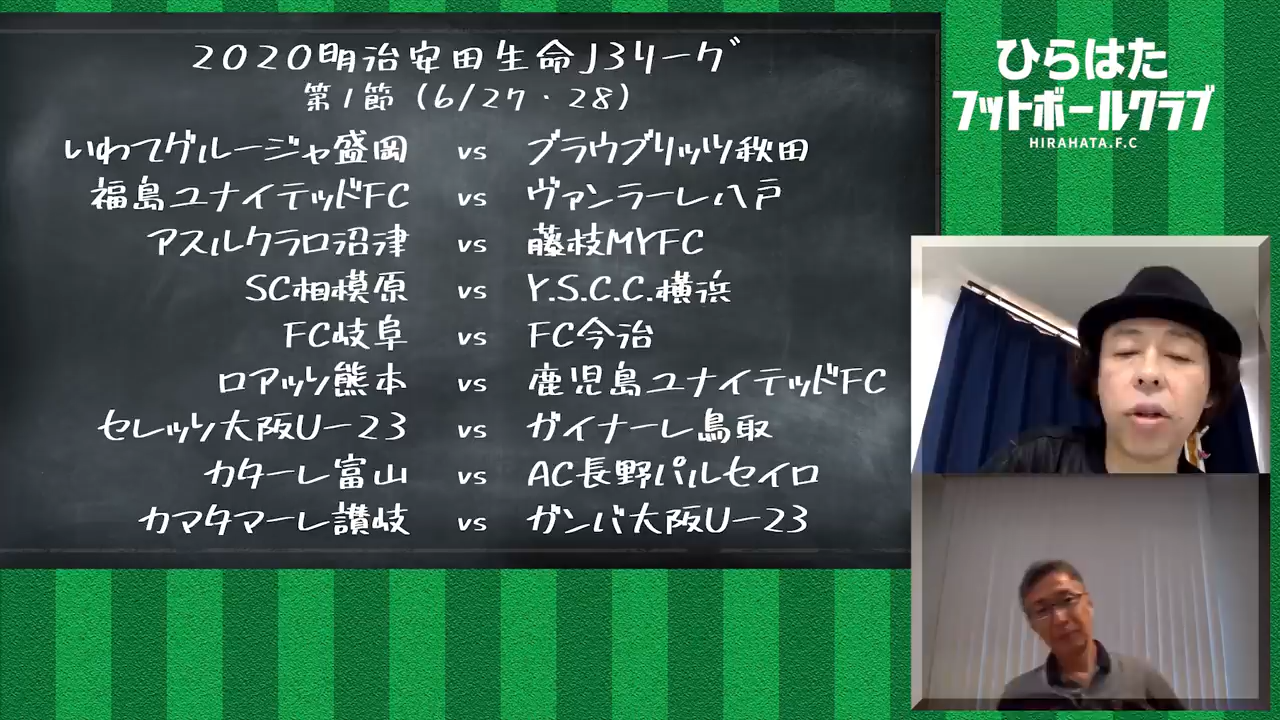 2020明治安田生命J3リーグ
第1節（6/27・28）
いわてグルージャ盛岡 vs ブラウブリッツ秋田
福島ユナイテッドFC vs ヴァンラーレ八戸
アスルクラロ沼津 vs 藤枝MYFC
SC相模原 vs Y.S.C.C.横浜
FC岐阜 vs FC今治
ロアッソ熊本 vs 鹿児島ユナイテッドFC
セレッソ大阪U-23 vs ガイナーレ鳥取
カターレ富山 vs AC長野パルセイロ
カマタマーレ讃岐 vs ガンバ大阪U-23
ひらはた
フットボールクラブ
HIRAHATA.F.C